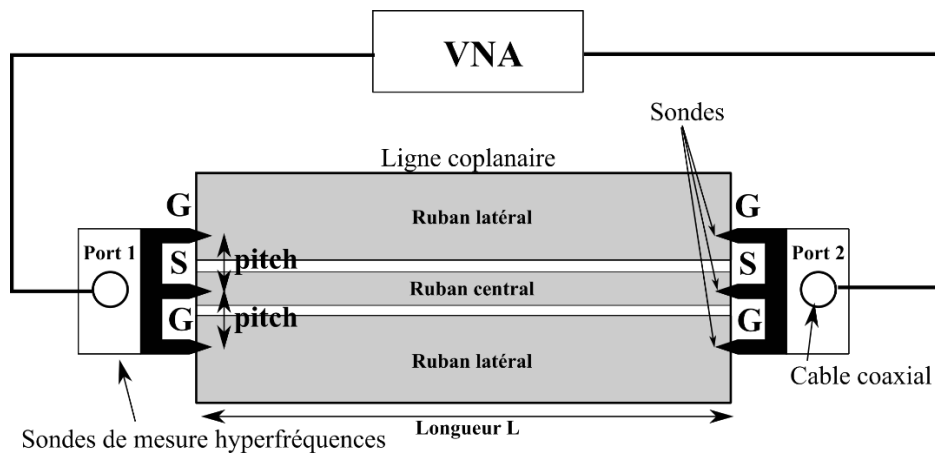 VNA
Sondes
Ligne coplanaire
G
G
Ruban latéral
Port 1
Port 2
S
pitch
S
Ruban central
G
pitch
G
Ruban latéral
Cable coaxial
Sondes de mesure hyperfréquences
Longueur L